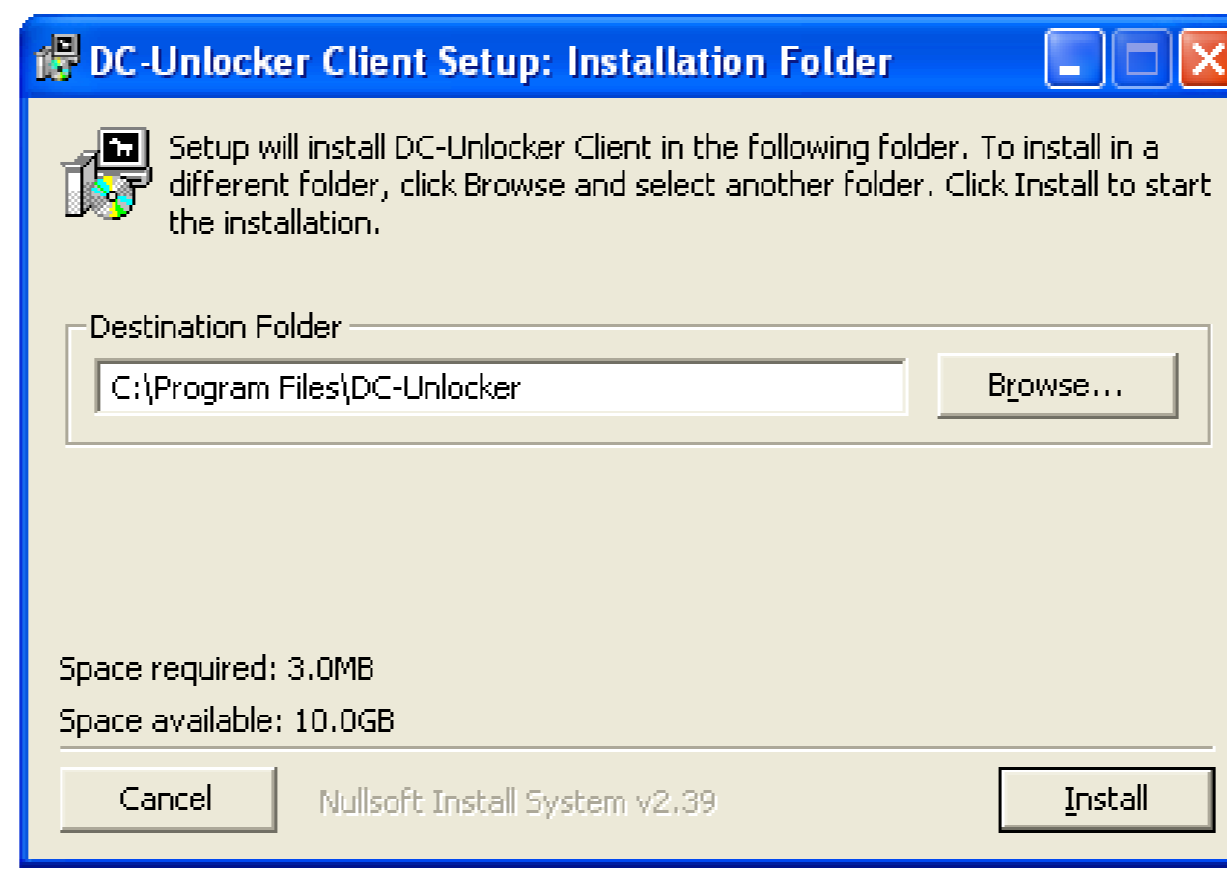 DC-Unlocker Client Setup: Installation Folder
Setup will install DC-Unlocker Client in the following folder. To install in a
different folder, click Browse and select another folder. Click Install to start
the installation.
Destination Folder
C:\Program Files\DC-Unlocker
Browse...
Space required: 3.0MB
Space available: 10.0GB
Cancel
Nullsoft Install System v2.39
Install